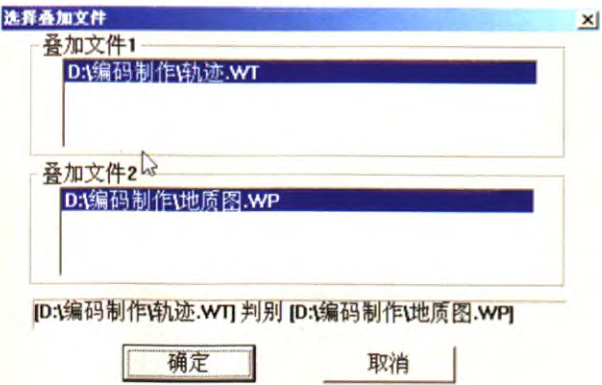 选择叠加文件
叠加文件1
D:\编码制作\轨迹.WT
叠加文件2
D:\编码制作\地质图.WP
[D:\编码制作\轨迹.WT] 判别 [D:\编码制作\地质图.WP]
确定 取消